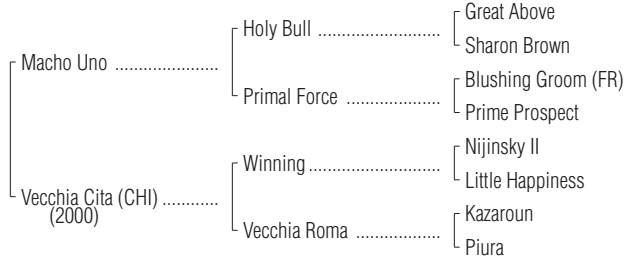 Great Above
Holy Bull ........................
Sharon Brown
Macho Uno ....................
Blushing Groom (FR)
Primal Force ..................
Prime Prospect
Nijinsky II
Winning ..........................
Little Happiness
Vecchia Cita (CHI) ...........
(2000)
Kazaroun
Vecchia Roma .................
Piura